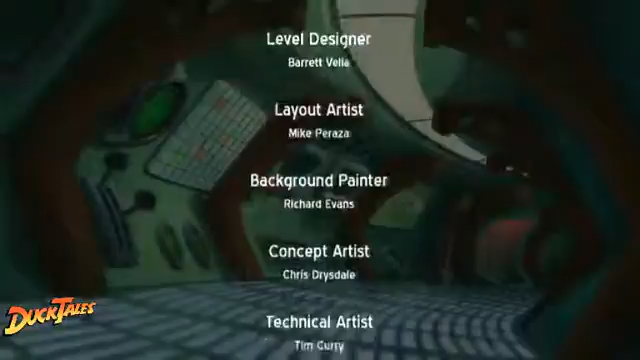 Level Designer
Barrett Velia
Layout Artist
Mike Peraza
Background Painter
Richard Evans
Concept Artist
Chris Drysdale
DUCKTALES
Technical Artist
Tim Curry